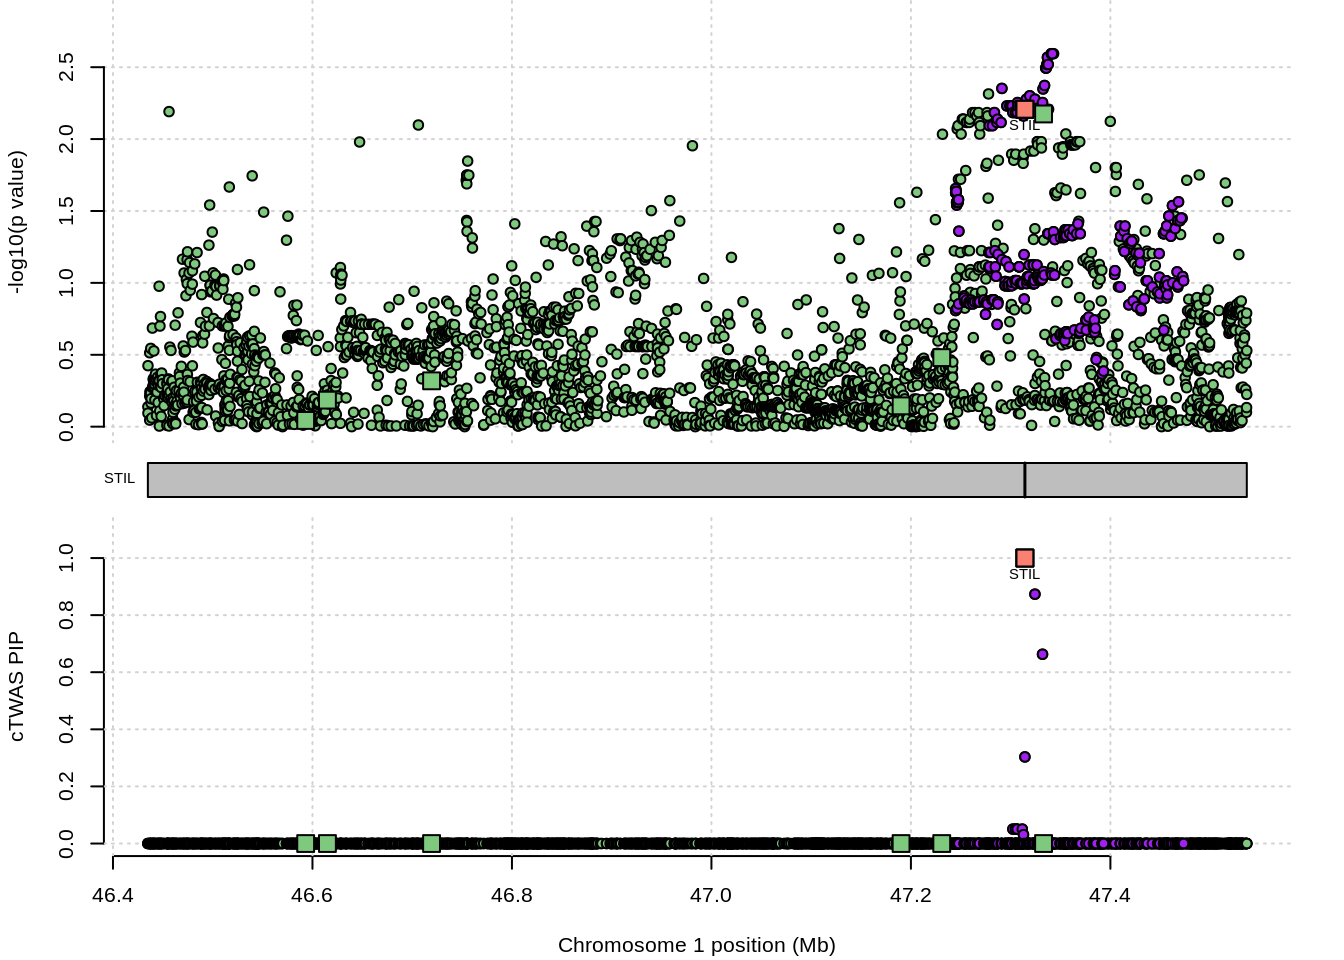 -log10(p value)
2.5
2.0
1.5
1.0
0.5
0.0
STIL
STIL
cTWAS PIP
1.0
0.8
0.6
0.4
0.2
0.0
STIL
46.4 46.6 46.8 47.0 47.2 47.4
Chromosome 1 position (Mb)